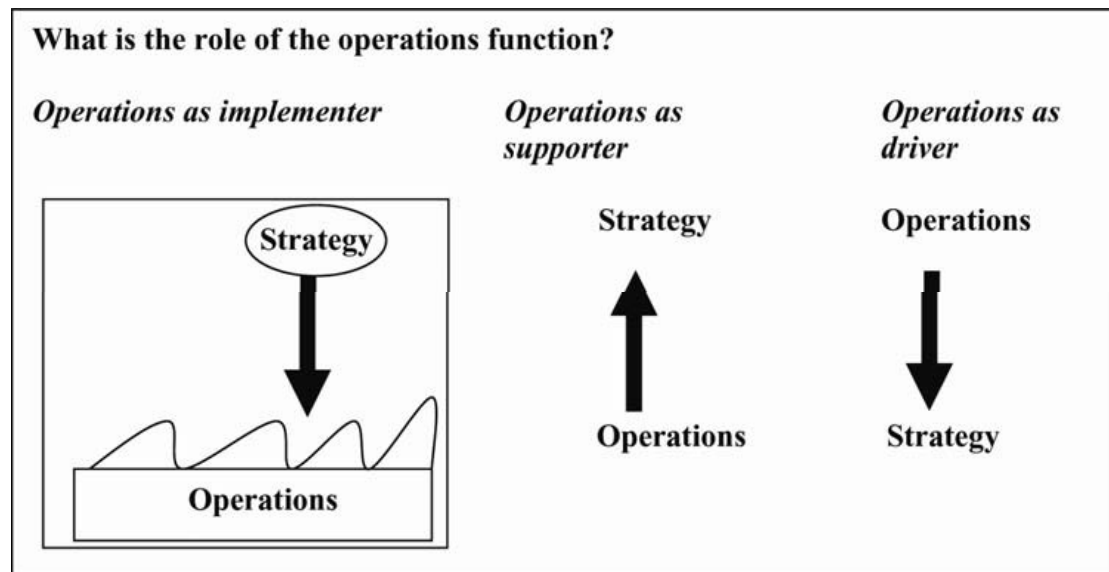 What is the role of the operations function?
Operations as implementer
Operations as
supporter
Operations as
driver
Strategy
Operations
Strategy
Operations
Operations
Strategy